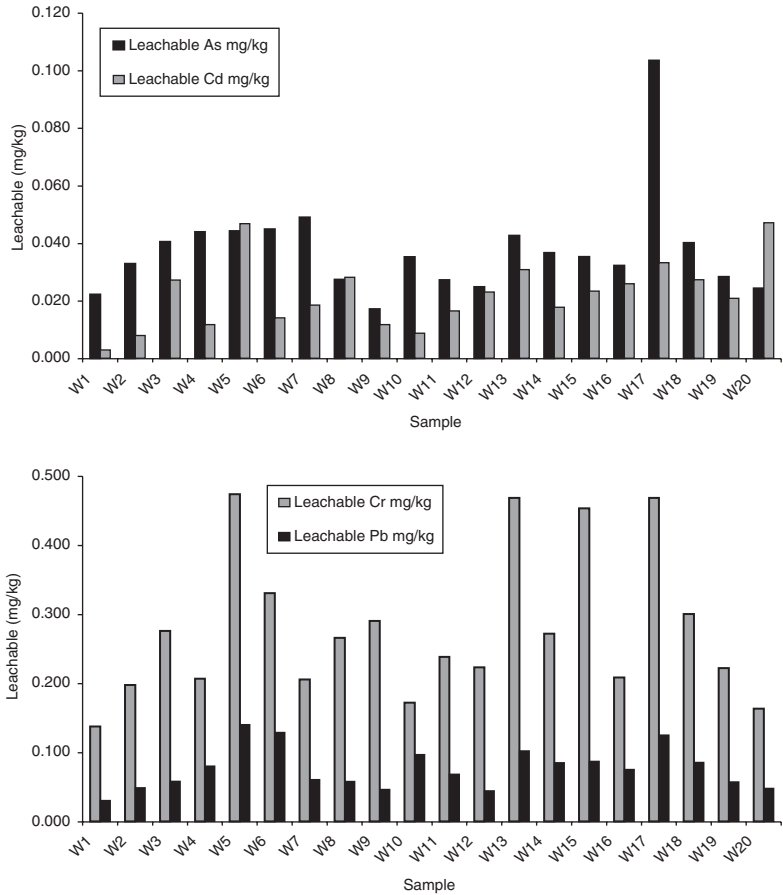 0.120
Leachable As mg/kg
Leachable Cd mg/kg
0.100
0.080
0.060
0.040
0.020
0.000
Leachable (mg/kg)
W1 W2 W3 W4 W5 W6 W7 W8 W9 W10 W11 W12 W13 W14 W15 W16 W17 W18 W19 W20
Sample
0.500
Leachable Cr mg/kg
Leachable Pb mg/kg
0.400
0.300
0.200
0.100
0.000
Leachable (mg/kg)
W1 W2 W3 W4 W5 W6 W7 W8 W9 W10 W11 W12 W13 W14 W15 W16 W17 W18 W19 W20
Sample